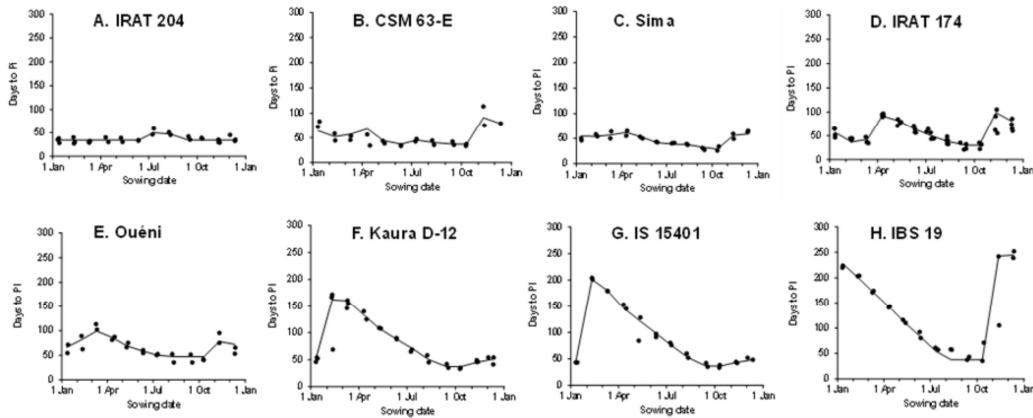 A. IRAT 204
300
250
200
150
100
50
0
Days to Pi
1 Jan 1 Apr 1 Jul 1 Oct 1 Jan
Sowing date
B. CSM 63-E
300
250
200
150
100
50
0
Days to PI
1 Jan 1 Apr 1 Jul 1 Oct 1 Jan
Sowing date
C. Sima
300
250
200
150
100
50
0
Days to PI
1 Jan 1 Apr 1 Jul 1 Oct 1 Jan
Sowing date
D. IRAT 174
300
250
200
150
100
50
0
Days to PI
1 Jan 1 Apr 1 Jul 1 Oct 1 Jan
Sowing date
E. Ouéni
300
250
200
150
100
50
0
Days to PI
1 Jan 1 Apr 1 Jul 1 Oct 1 Jan
Sowing date
F. Kaura D-12
300
250
200
150
100
50
0
Days to PI
1 Jan 1 Apr 1 Jul 1 Oct 1 Jan
Sowing date
G. IS 15401
300
250
200
150
100
50
0
Days to PI
1 Jan 1 Apr 1 Jul 1 Oct 1 Jan
Sowing date
H. IBS 19
300
250
200
150
100
50
0
Days to PI
1 Jan 1 Apr 1 Jul 1 Oct 1 Jan
Sowing date